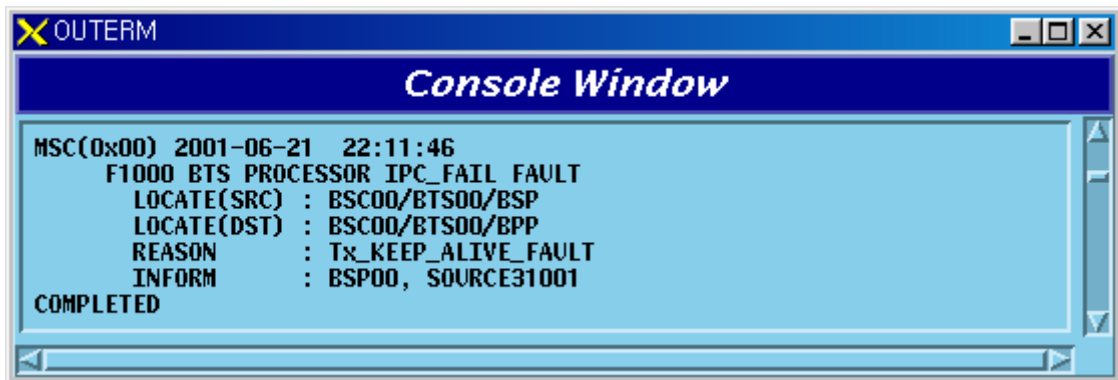 OUTERM
Console Window
MSC(0x00) 2001-06-21 22:11:46
F1000 BTS PROCESSOR IPC_FAIL FAULT
LOCATE(SRC) : BSC00/BTS00/BSP
LOCATE(DST) : BSC00/BTS00/BPP
REASON : Tx_KEEP_ALIVE_FAULT
INFORM : BSP00, SOURCE31001
COMPLETED